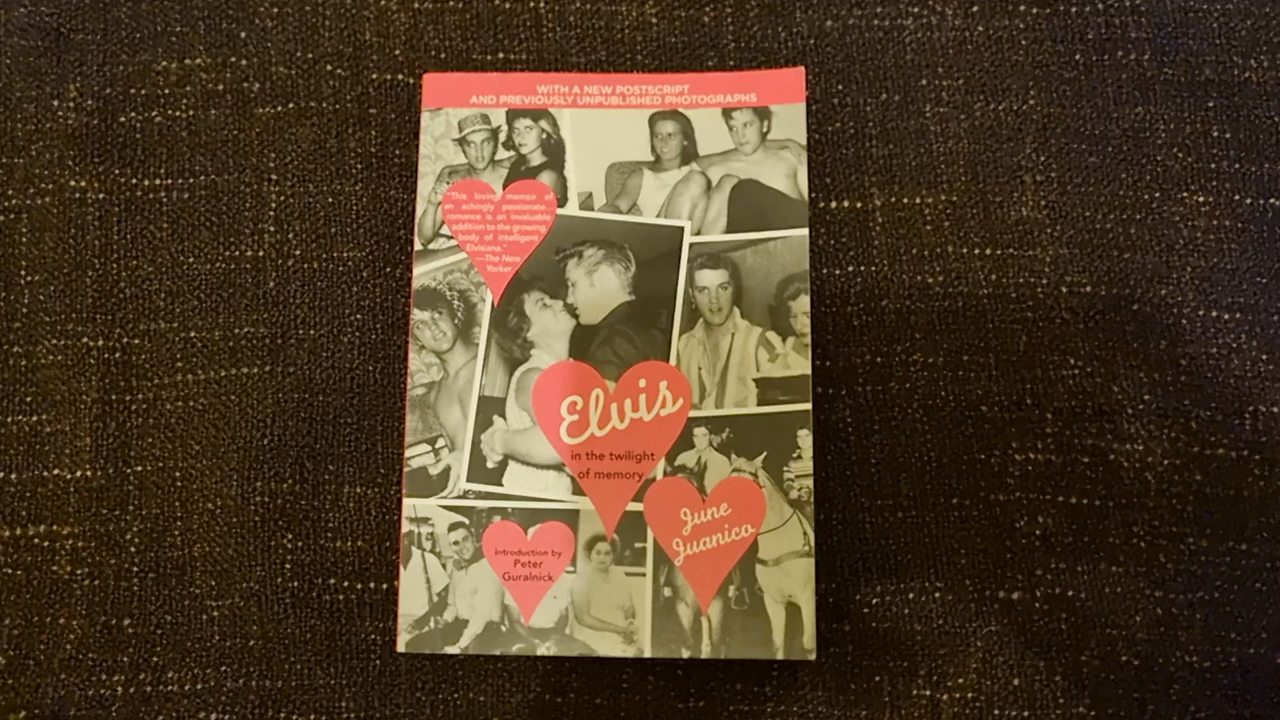 WITH A NEW POSTSCRIPT
AND PREVIOUSLY UNPUBLISHED PHOTOGRAPHS
"This loving memoir of
an achingly passionate
romance is an invaluable
addition to the growing
body of intelligent
Elvisiana."
—The New
Yorker
Elvis
in the twilight
of memory
June
Juanico
Introduction by
Peter
Guralnick